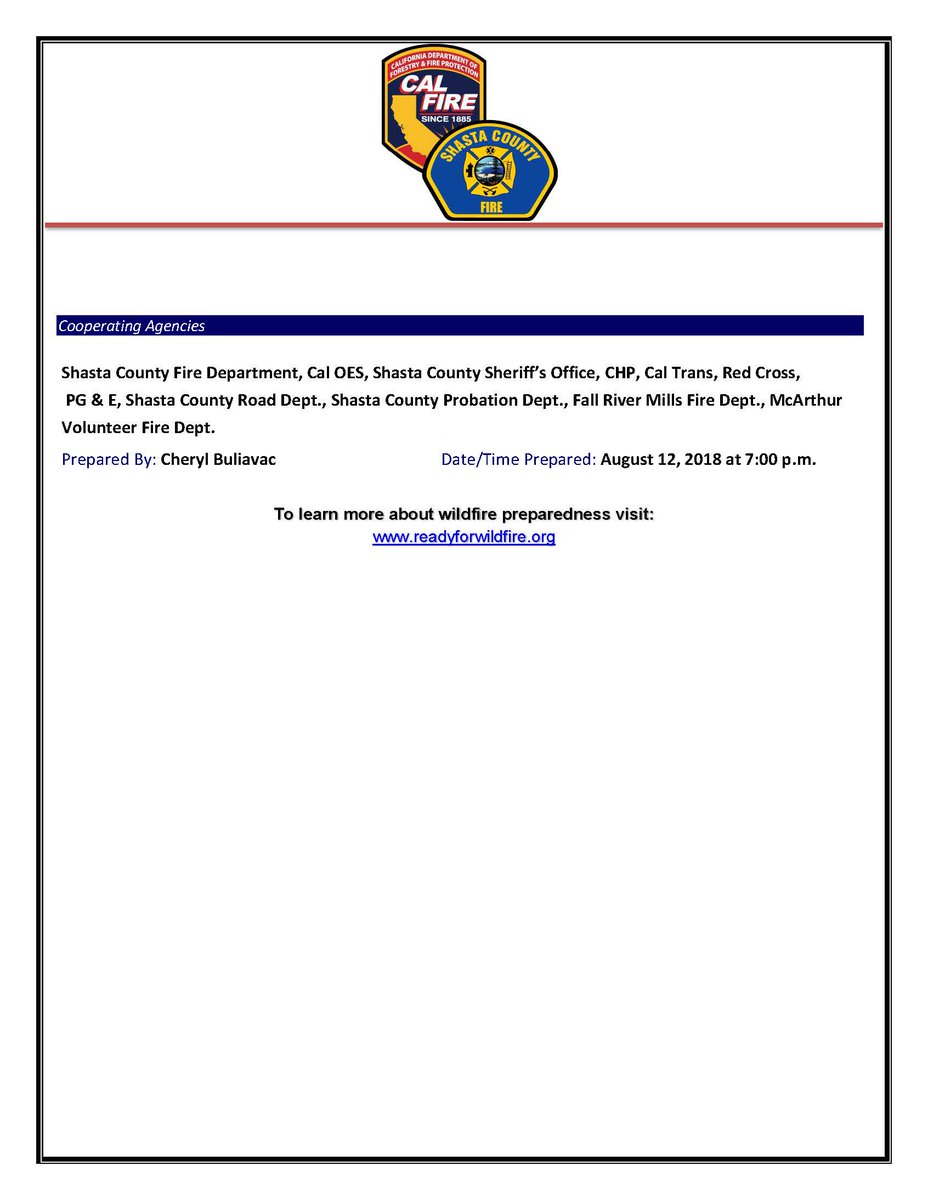 CALIFORNIA DEPARTMENT OF
FORESTRY & FIRE PROTECTION
CAL
FIRE
SINCE 1885
SHASTA COUNTY
FIRE
Cooperating Agencies
Shasta County Fire Department, Cal OES, Shasta County Sheriff’s Office, CHP, Cal Trans, Red Cross,
PG & E, Shasta County Road Dept., Shasta County Probation Dept., Fall River Mills Fire Dept., McArthur
Volunteer Fire Dept.
Prepared By: Cheryl Buliavac Date/Time Prepared: August 12, 2018 at 7:00 p.m.
To learn more about wildfire preparedness visit:
www.readyforwildfire.org